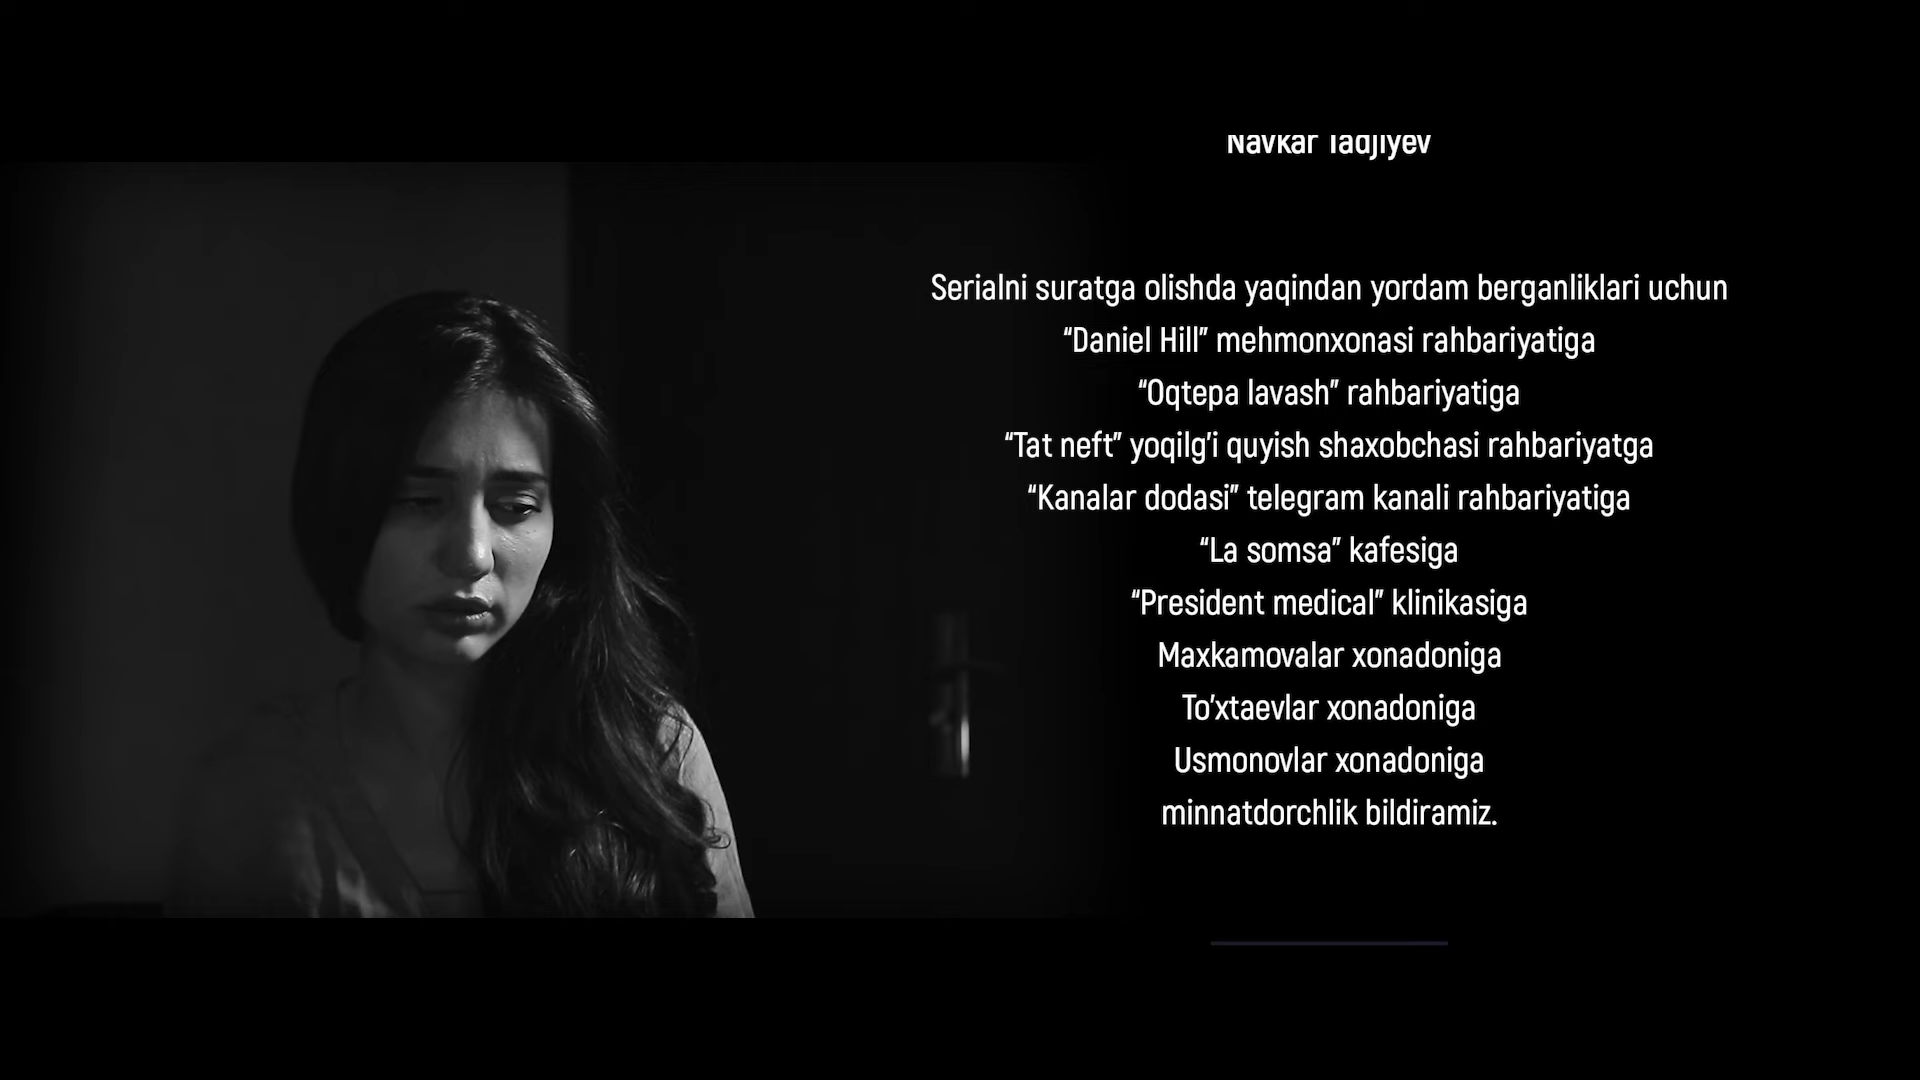 Navkar Tadjiyev
Serialni suratga olishda yaqindan yordam berganliklari uchun
“Daniel Hill” mehmonxonasi rahbariyatiga
“Oqtepa lavash” rahbariyatiga
“Tat neft” yoqilg’i quyish shaxobchasi rahbariyatga
“Kanalar dodasi” telegram kanali rahbariyatiga
“La somsa” kafesiga
“President medical” klinikasiga
Maxkamovalar xonadoniga
To’xtaevlar xonadoniga
Usmonovlar xonadoniga
minnatdorchlik bildiramiz.